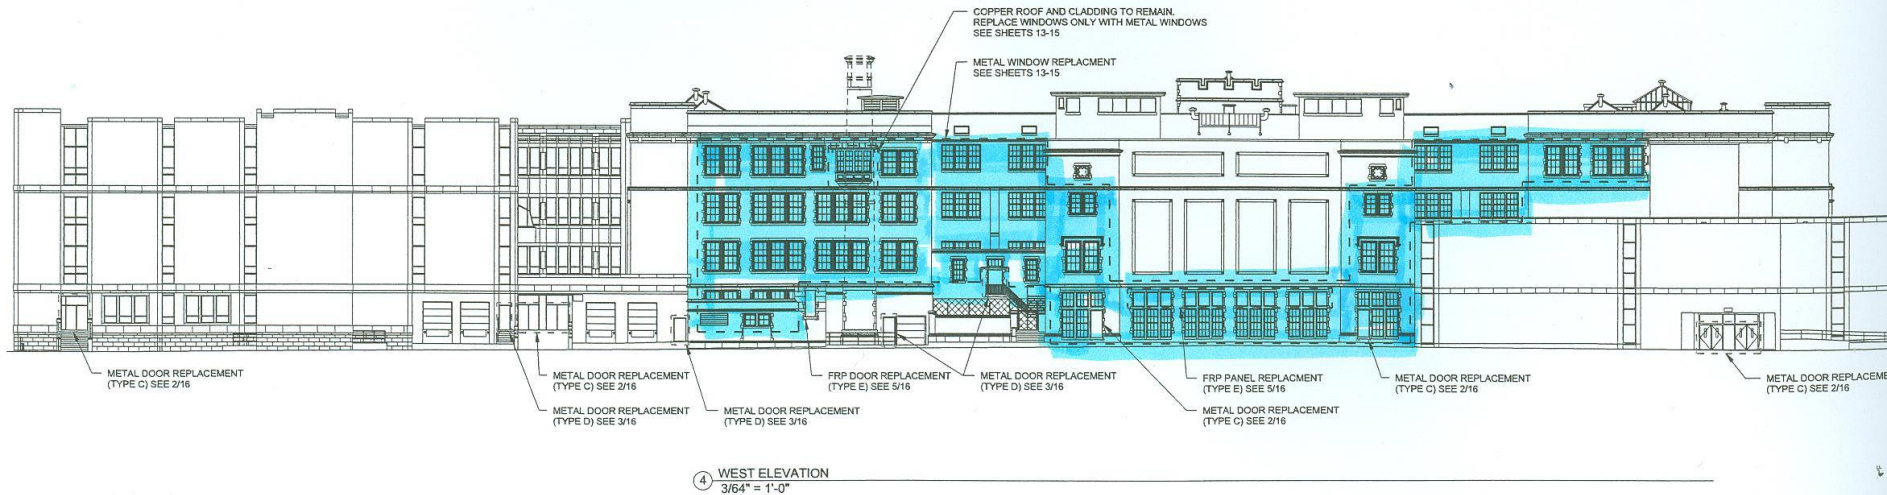 COPPER ROOF AND CLADDING TO REMAIN.
REPLACE WINDOWS ONLY WITH METAL WINDOWS
SEE SHEETS 13-15
METAL WINDOW REPLACMENT
SEE SHEETS 13-15
METAL DOOR REPLACEMENT
(TYPE C) SEE 2/16
METAL DOOR REPLACEMENT
(TYPE C) SEE 2/16
METAL DOOR REPLACEMENT
(TYPE D) SEE 3/16
METAL DOOR REPLACEMENT
(TYPE D) SEE 3/16
FRP DOOR REPLACEMENT
(TYPE E) SEE 5/16
METAL DOOR REPLACEMENT
(TYPE D) SEE 3/16
FRP PANEL REPLACMENT
(TYPE E) SEE 5/16
METAL DOOR REPLACEMENT
(TYPE C) SEE 2/16
METAL DOOR REPLACEMENT
(TYPE C) SEE 2/16
METAL DOOR REPLACEME
(TYPE C) SEE 2/16
4 WEST ELEVATION
3/64" = 1'-0"